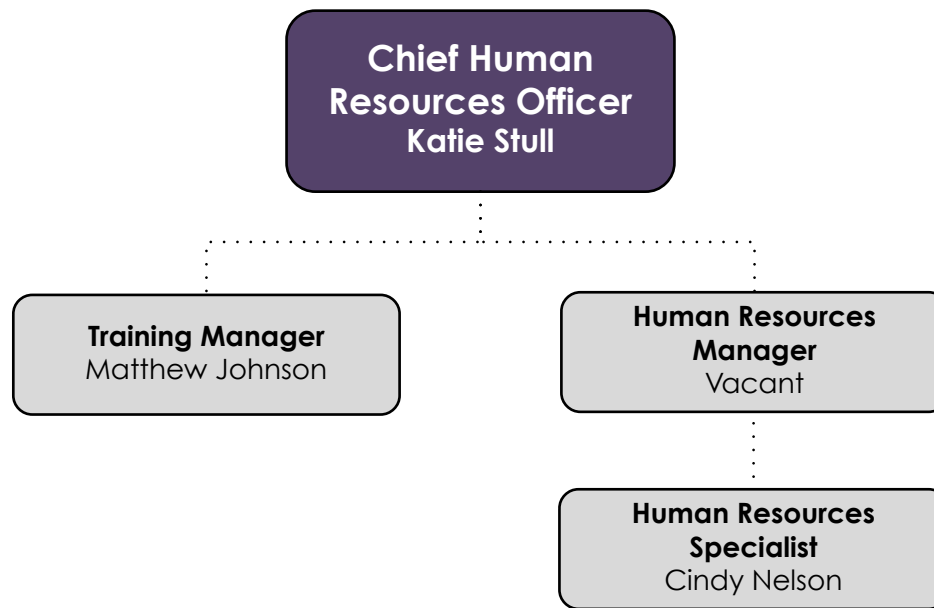 Chief Human
Resources Officer
Katie Stull
Training Manager
Matthew Johnson
Human Resources
Manager
Vacant
Human Resources
Specialist
Cindy Nelson